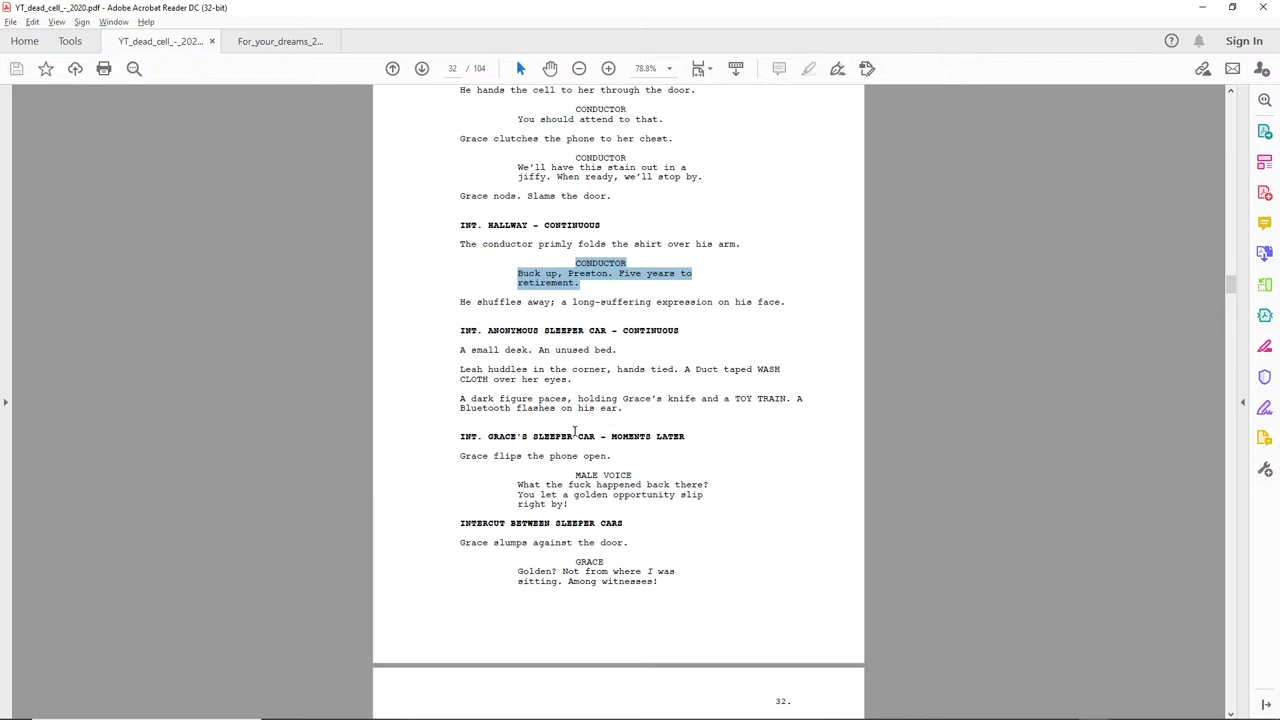 YT_dead_cell_-_2020.pdf - Adobe Acrobat Reader DC (32-bit)
File Edit View Sign Window Help
Home Tools YT_dead_cell_-_202... × For_your_dreams_2... Sign In
32 / 104 78.8%
He hands the cell to her through the door.
CONDUCTOR
You should attend to that.
Grace clutches the phone to her chest.
CONDUCTOR
We'll have this stain out in a
jiffy. When ready, we'll stop by.
Grace nods. Slams the door.
INT. HALLWAY - CONTINUOUS
The conductor primly folds the shirt over his arm.
CONDUCTOR
Buck up, Preston. Five years to
retirement.
He shuffles away; a long-suffering expression on his face.
INT. ANONYMOUS SLEEPER CAR - CONTINUOUS
A small desk. An unused bed.
Leah huddles in the corner, hands tied. A Duct taped WASH
CLOTH over her eyes.
A dark figure paces, holding Grace's knife and a TOY TRAIN. A
Bluetooth flashes on his ear.
INT. GRACE'S SLEEPER CAR - MOMENTS LATER
Grace flips the phone open.
MALE VOICE
What the fuck happened back there?
You let a golden opportunity slip
right by!
INTERCUT BETWEEN SLEEPER CARS
Grace slumps against the door.
GRACE
Golden? Not from where I was
sitting. Among witnesses!
32.